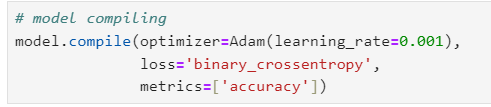 # model compiling
model.compile(optimizer=Adam(learning_rate=0.001),
              loss='binary_crossentropy',
              metrics=['accuracy'])